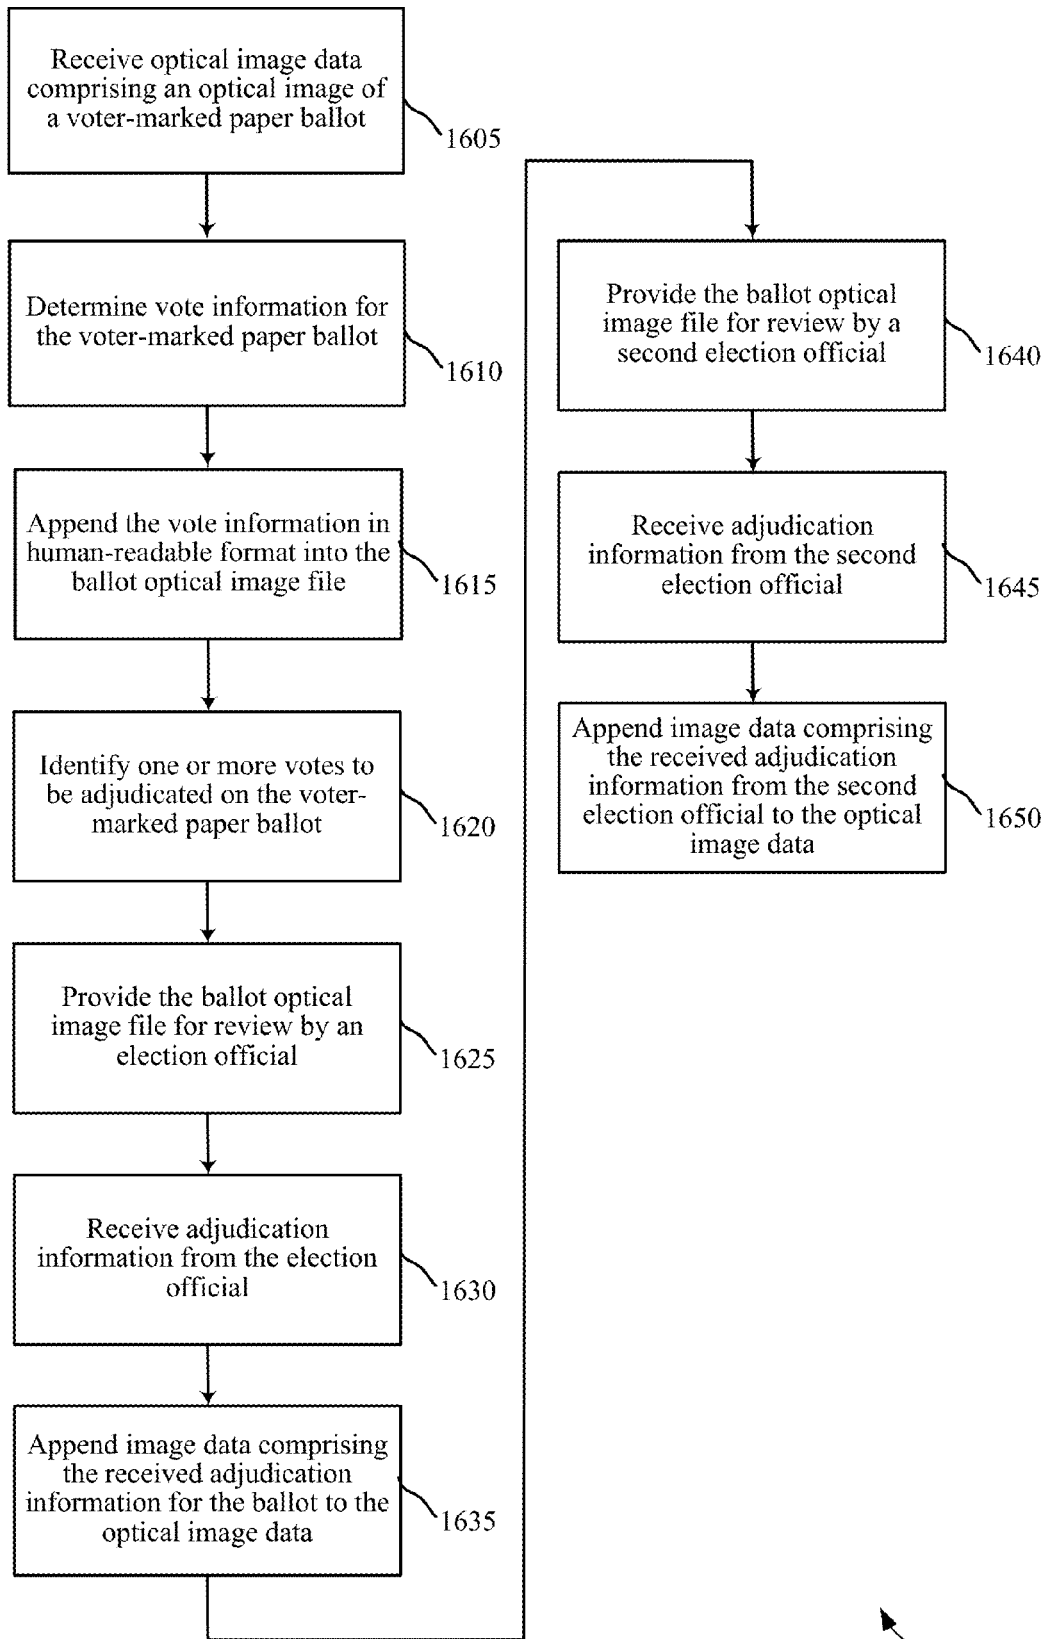 Receive optical image data
comprising an optical image of
a voter-marked paper ballot
1605
Determine vote information for
the voter-marked paper ballot
1610
Append the vote information in
human-readable format into the
ballot optical image file
1615
Identify one or more votes to
be adjudicated on the voter-
marked paper ballot
1620
Provide the ballot optical
image file for review by an
election official
1625
Receive adjudication
information from the election
official
1630
Append image data comprising
the received adjudication
information for the ballot to the
optical image data
1635
Provide the ballot optical
image file for review by a
second election official
1640
Receive adjudication
information from the second
election official
1645
Append image data comprising
the received adjudication
information from the second
election official to the optical
image data
1650